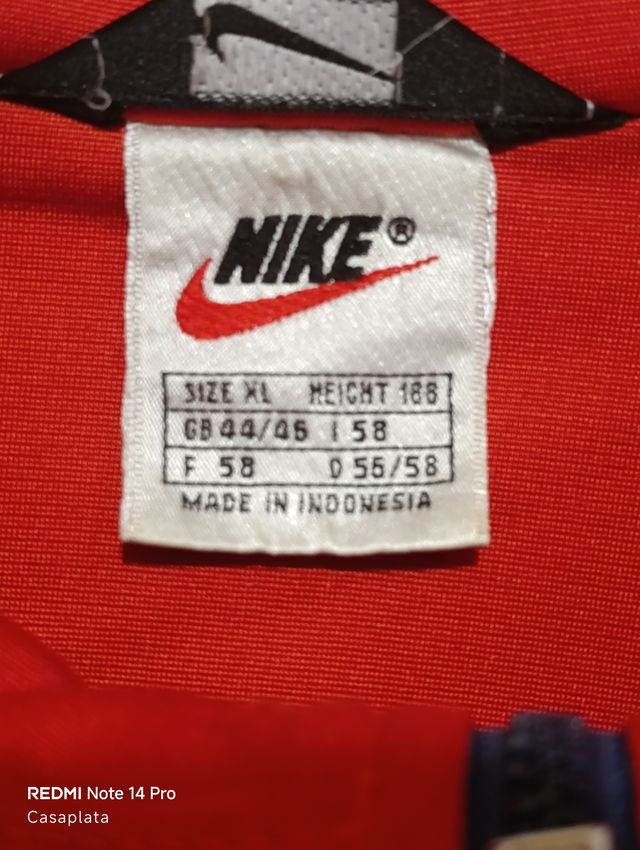 NIKE®
SIZE XL HEIGHT 188
GB 44/46 I 58
F 58 D 56/58
MADE IN INDONESIA
REDMI Note 14 Pro
Casaplata